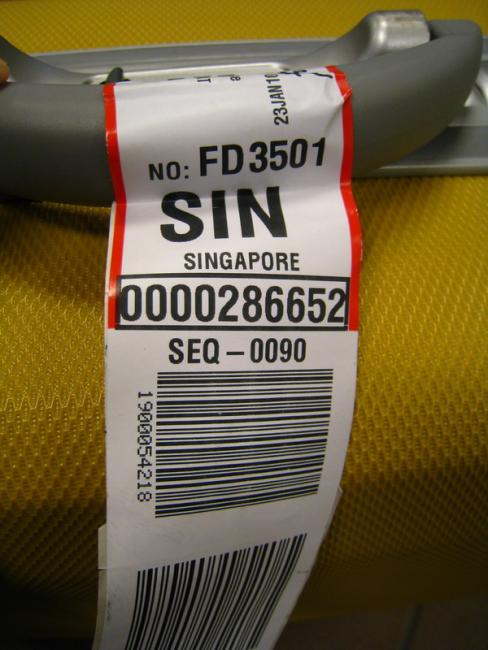 23JAN10
NO: FD3501
SIN
SINGAPORE
0000286652
SEQ-0090
1900054218